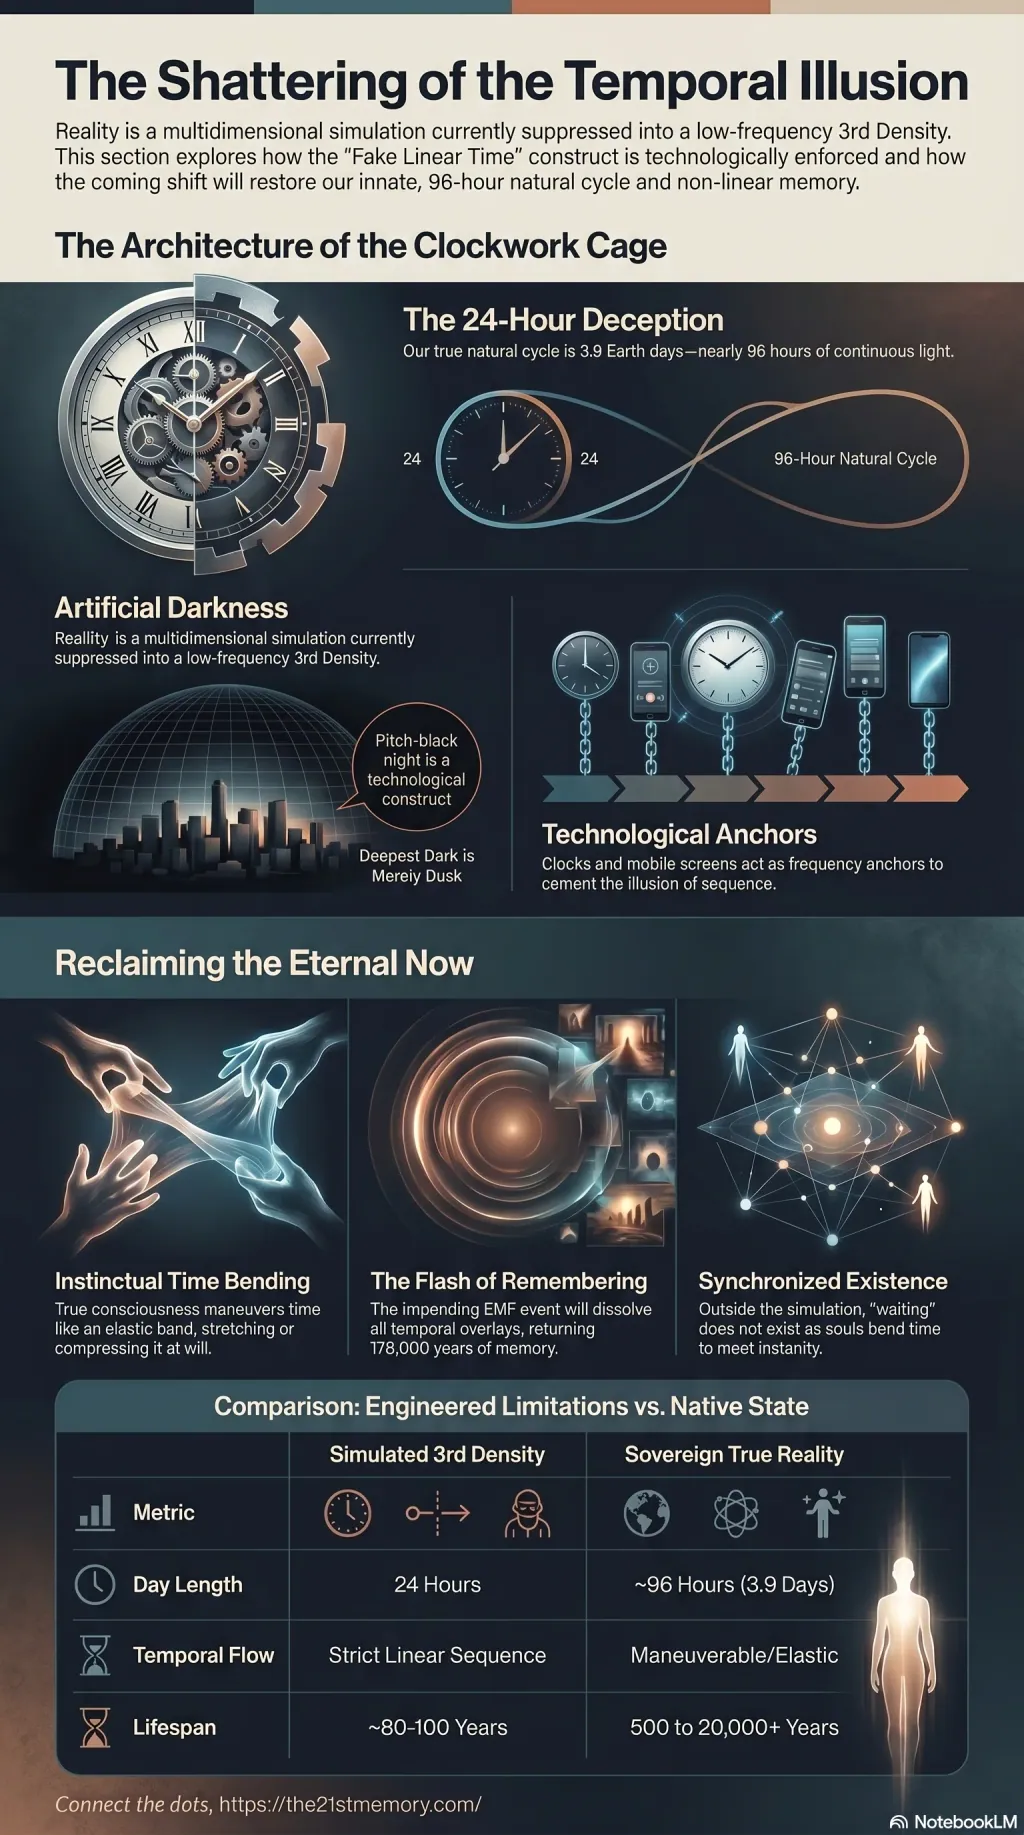 The Shattering of the Temporal Illusion
Reality is a multidimensional simulation currently suppressed into a low-frequency 3rd Density.
This section explores how the "Fake Linear Time" construct is technologically enforced and how
the coming shift will restore our innate, 96-hour natural cycle and non-linear memory.
The Architecture of the Clockwork Cage
The 24-Hour Deception
Our true natural cycle is 3.9 Earth days—nearly 96 hours of continuous light.
24
24
96-Hour Natural Cycle
Artificial Darkness
Reallity is a multidimensional simulation currently
suppressed into a low-frequency 3rd Density.
Pitch-black
night is a
technological
construct
Deepest Dark is
Mereiy Dusk
Technological Anchors
Clocks and mobile screens act as frequency anchors to
cement the illusion of sequence.
Reclaiming the Eternal Now
Instinctual Time Bending
True consciousness maneuvers time
like an elastic band, stretching or
compressing it at will.
The Flash of Remembering
The impending EMF event will dissolve
all temporal overlays, returning
178,000 years of memory.
Synchronized Existence
Outside the simulation, "waiting"
does not exist as souls bend time
to meet instanity.
Comparison: Engineered Limitations vs. Native State
Simulated 3rd Density
Sovereign True Reality
Metric
Day Length
24 Hours
~96 Hours (3.9 Days)
Temporal Flow
Strict Linear Sequence
Maneuverable/Elastic
Lifespan
~80-100 Years
500 to 20,000+ Years
Connect the dots, https://the21stmemory.com/
NotebookLM